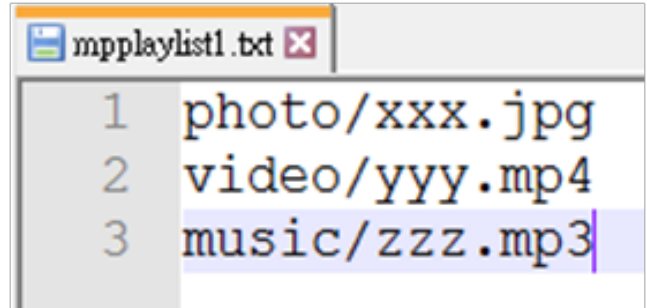 mpplaylist1.txt
1 photo/xxx.jpg
2 video/yyy.mp4
3 music/zzz.mp3